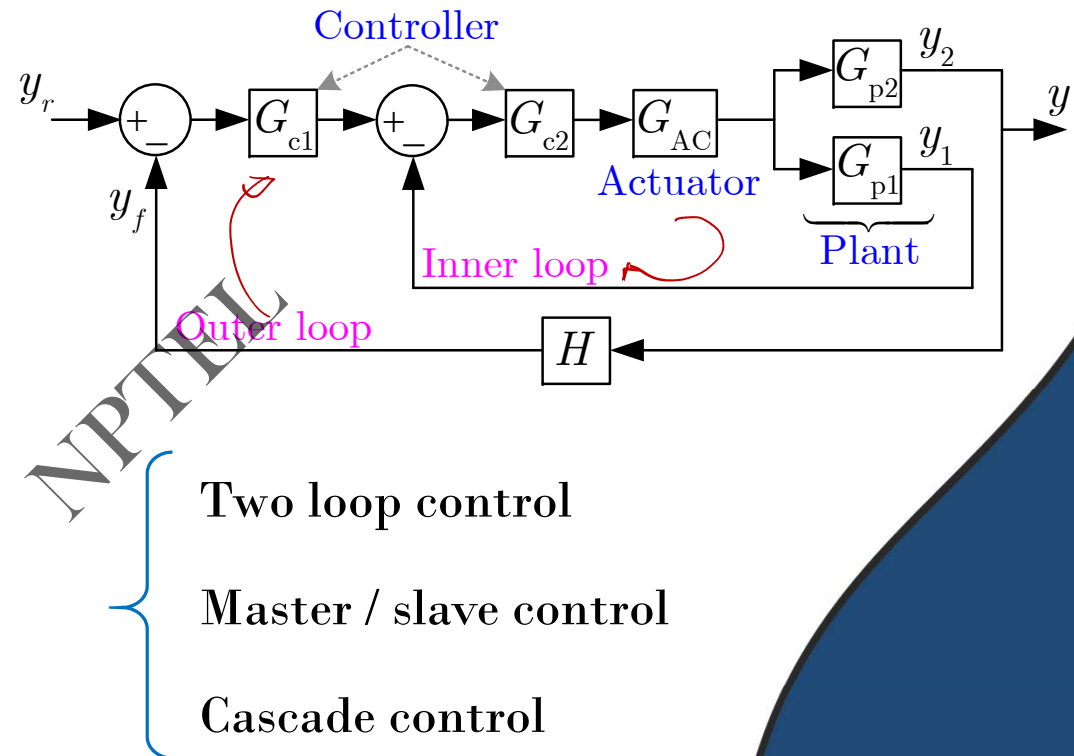 Controller
y_r
+
−
G_c1
+
−
G_c2
G_AC
G_p2
y_2
y
G_p1
y_1
Actuator
Plant
y_f
Inner loop
Outer loop
H
NPTEL
Two loop control
Master / slave control
Cascade control